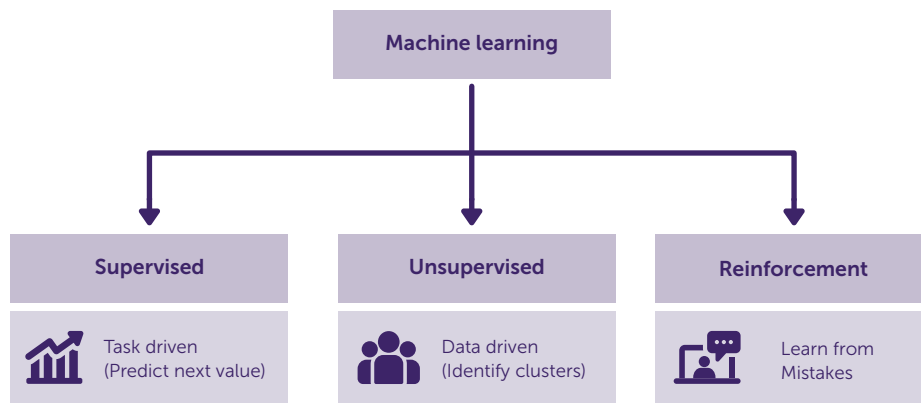 Machine learning
Supervised
Unsupervised
Reinforcement
Task driven
(Predict next value)
Data driven
(Identify clusters)
Learn from
Mistakes